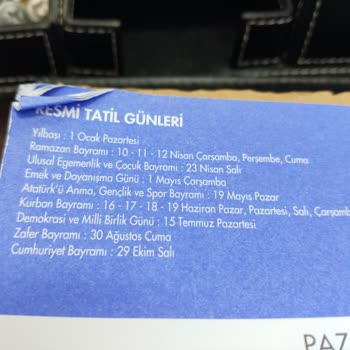 RESMİ TATİL GÜNLERİ
Yılbaşı : 1 Ocak Pazartesi
Ramazan Bayramı : 10 - 11 - 12 Nisan Çarşamba, Perşembe, Cuma
Ulusal Egemenlik ve Çocuk Bayramı : 23 Nisan Salı
Emek ve Dayanışma Günü : 1 Mayıs Çarşamba
Atatürk'ü Anma, Gençlik ve Spor Bayramı : 19 Mayıs Pazar
Kurban Bayramı : 16 - 17 - 18 - 19 Haziran Pazar, Pazartesi, Salı, Çarşamb
Demokrasi ve Milli Birlik Günü : 15 Temmuz Pazartesi
Zafer Bayramı : 30 Ağustos Cuma
Cumhuriyet Bayramı : 29 Ekim Salı
PAZ